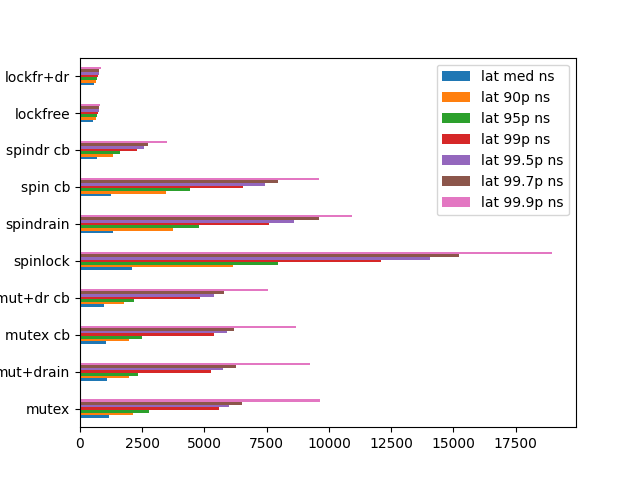 lockfr+dr
lockfree
spindr cb
spin cb
spindrain
spinlock
mut+dr cb
mutex cb
mut+drain
mutex
0 2500 5000 7500 10000 12500 15000 17500
lat med ns
lat 90p ns
lat 95p ns
lat 99p ns
lat 99.5p ns
lat 99.7p ns
lat 99.9p ns